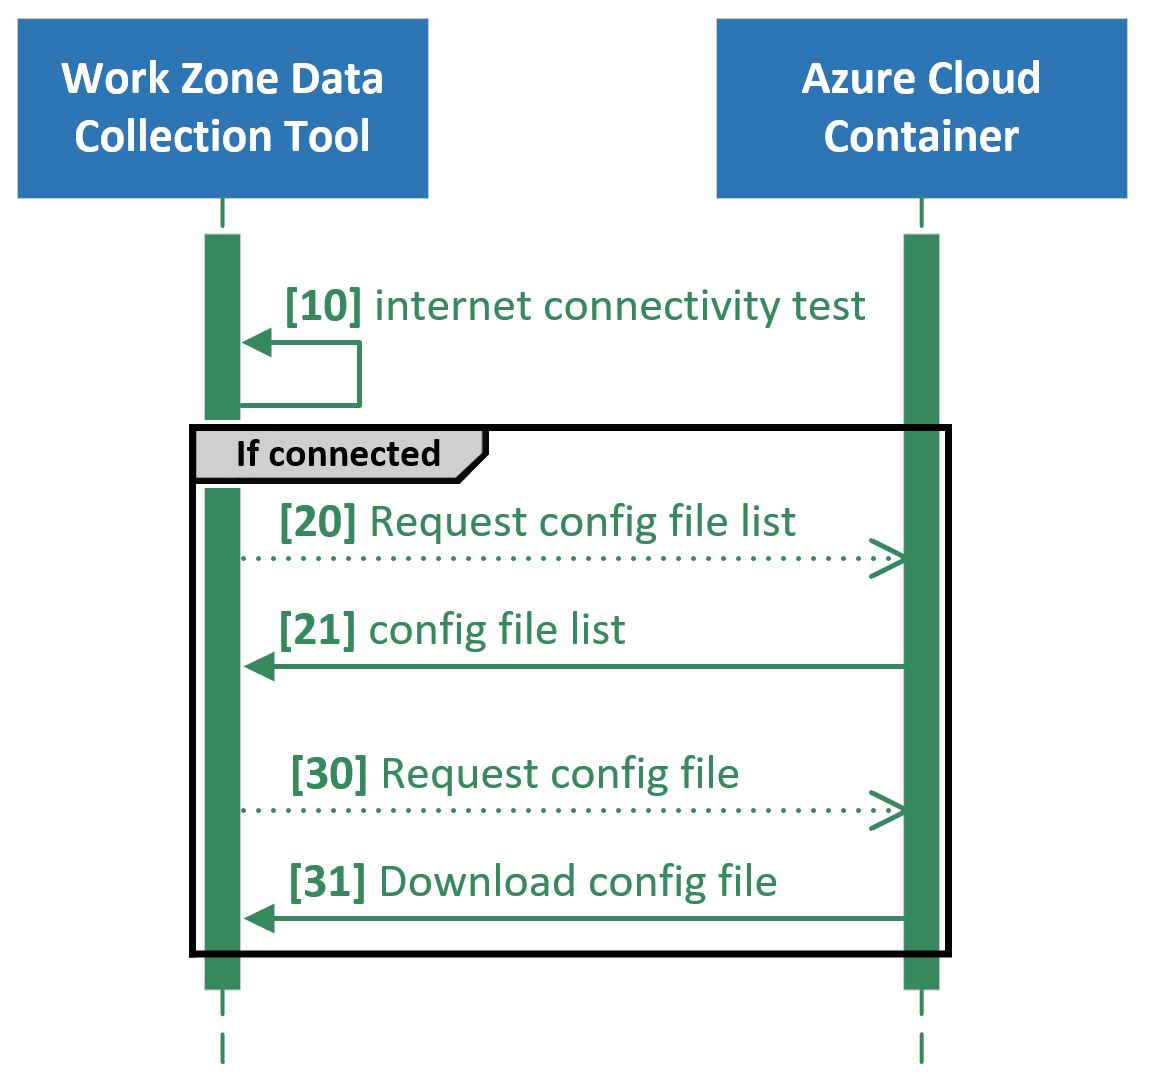 Work Zone Data
Collection Tool
Azure Cloud
Container
[10] internet connectivity test
If connected
[20] Request config file list
[21] config file list
[30] Request config file
[31] Download config file